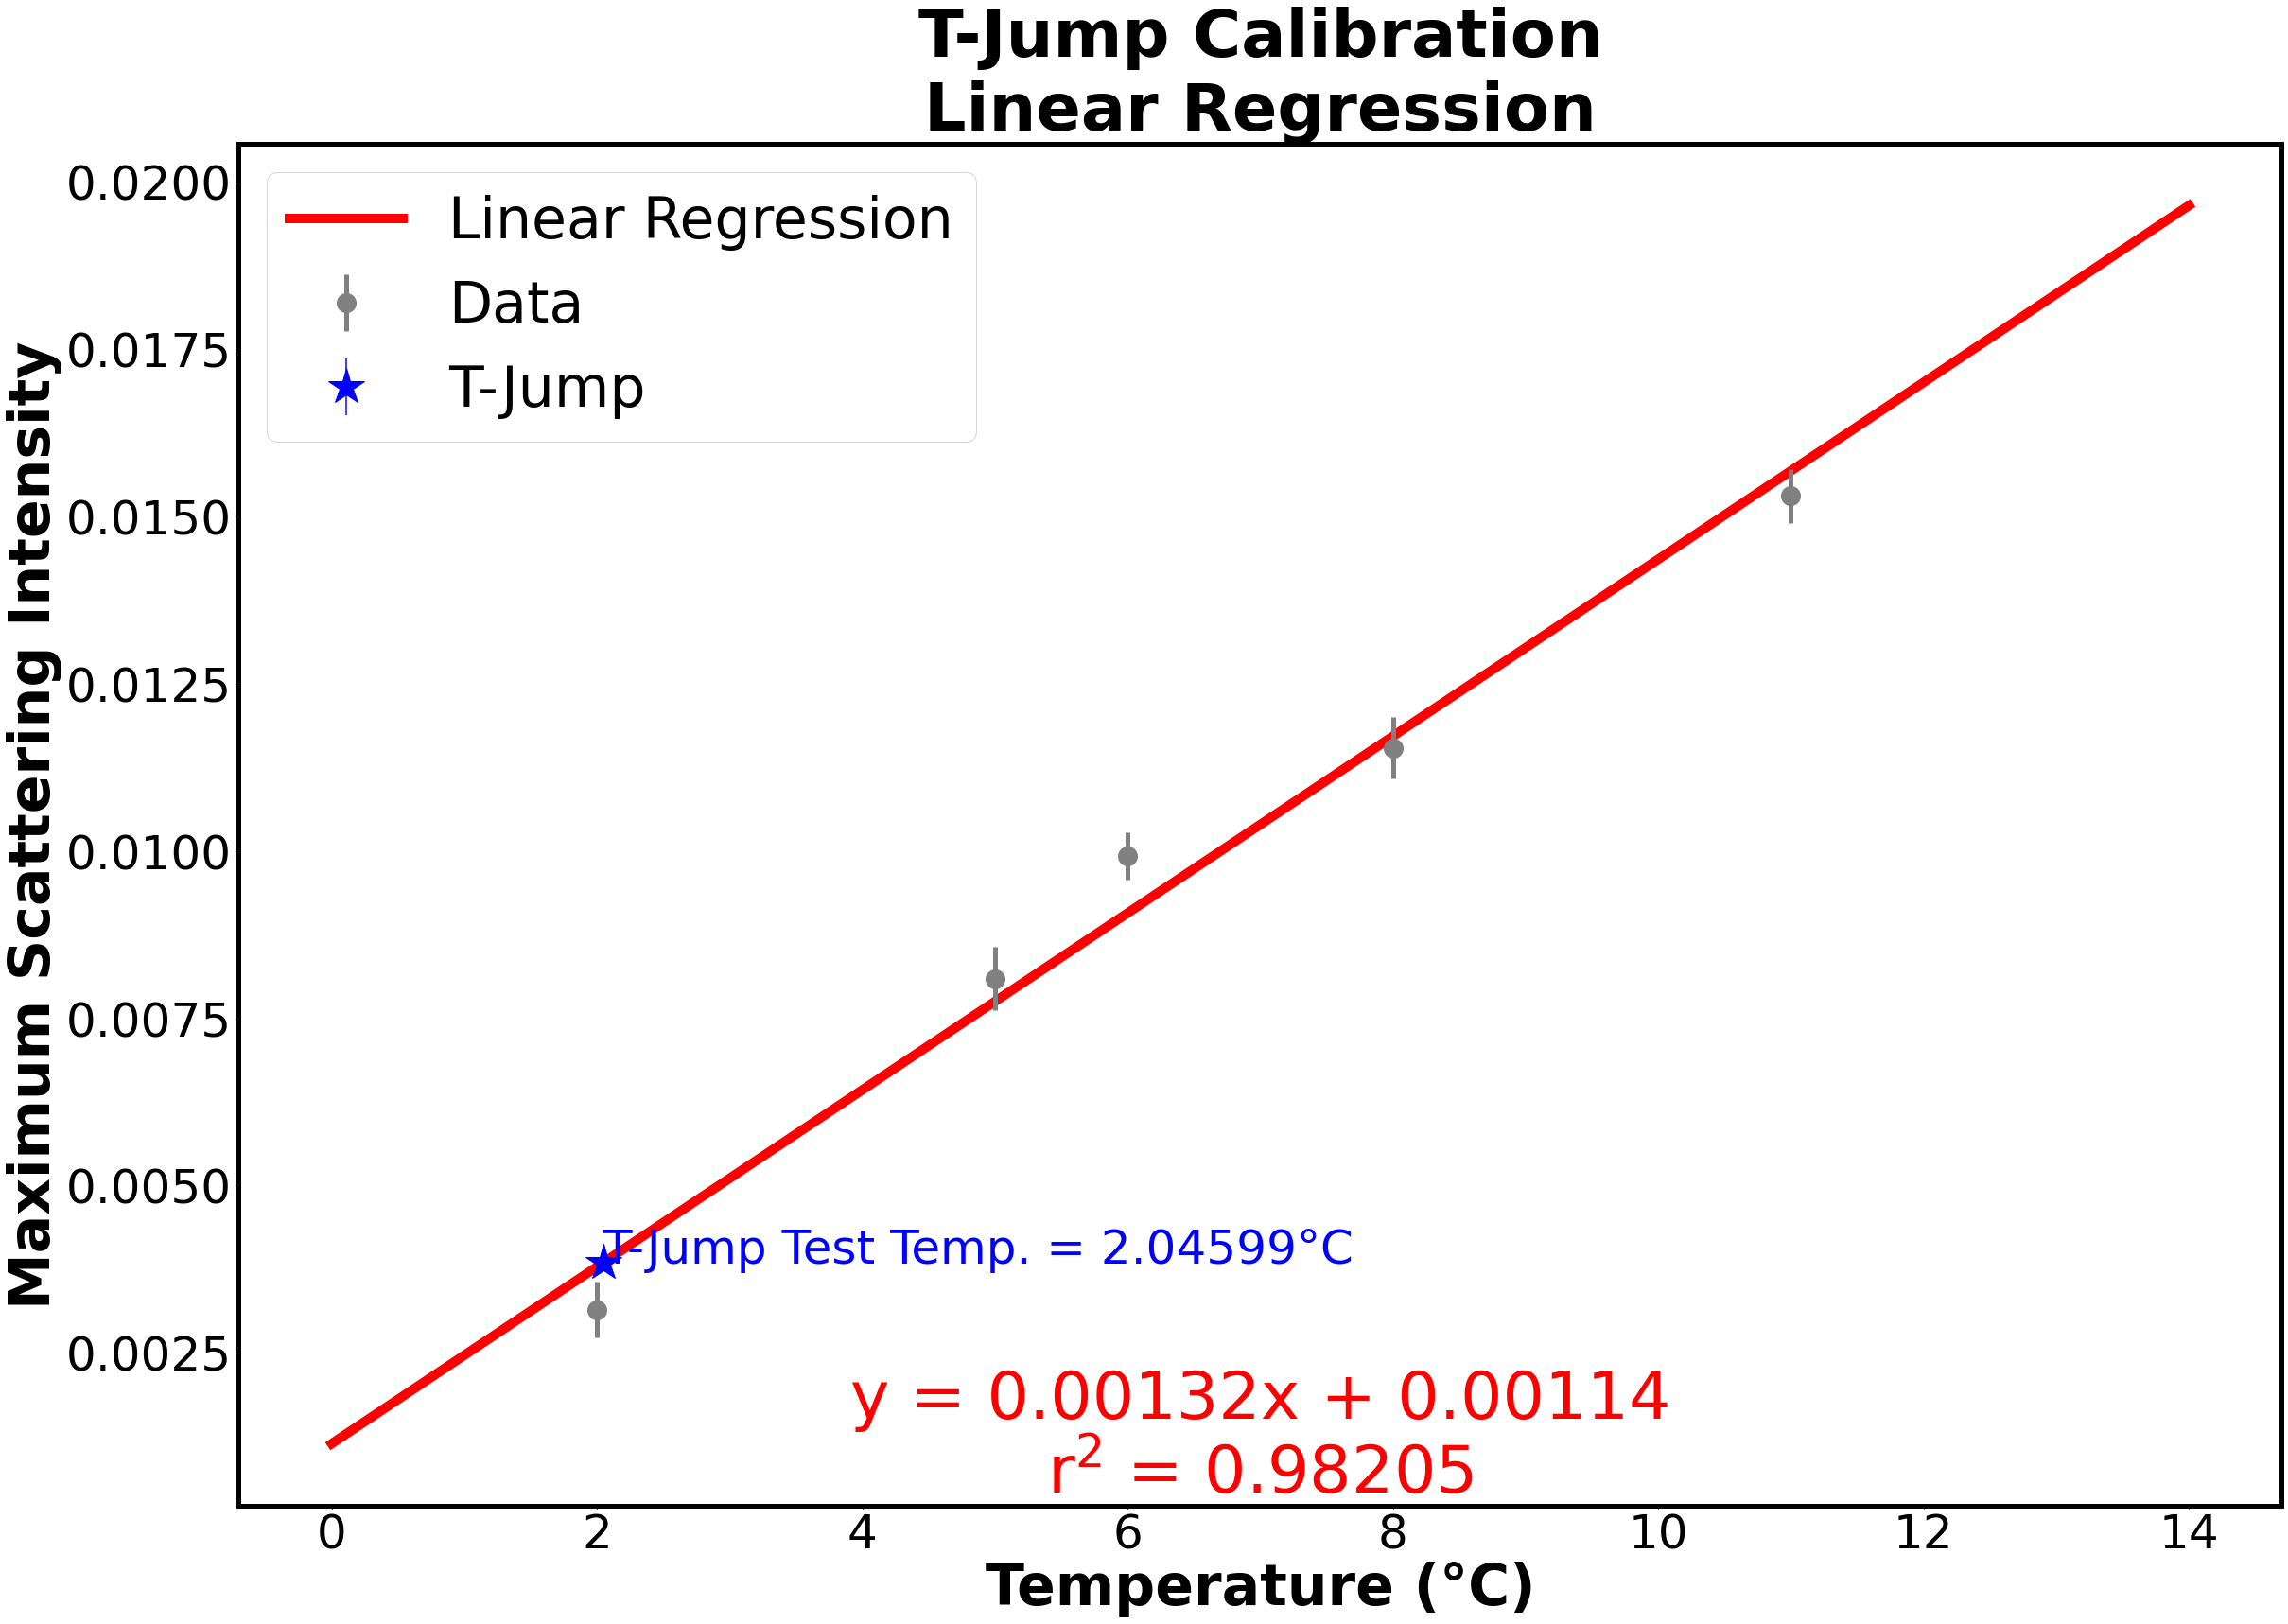 T-Jump Calibration
Linear Regression
Linear Regression
Data
T-Jump
Maximum Scattering Intensity
0.0200
0.0175
0.0150
0.0125
0.0100
0.0075
0.0050
0.0025
T-Jump Test Temp. = 2.04599°C
y = 0.00132x + 0.00114
r² = 0.98205
0 2 4 6 8 10 12 14
Temperature (°C)